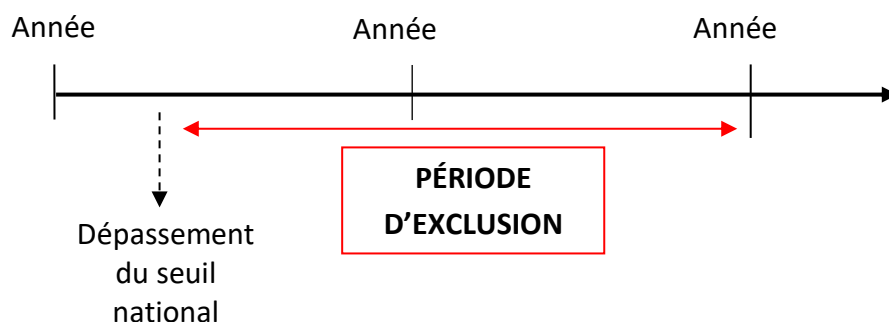 Année Année Année
PÉRIODE
D’EXCLUSION
Dépassement
du seuil
national